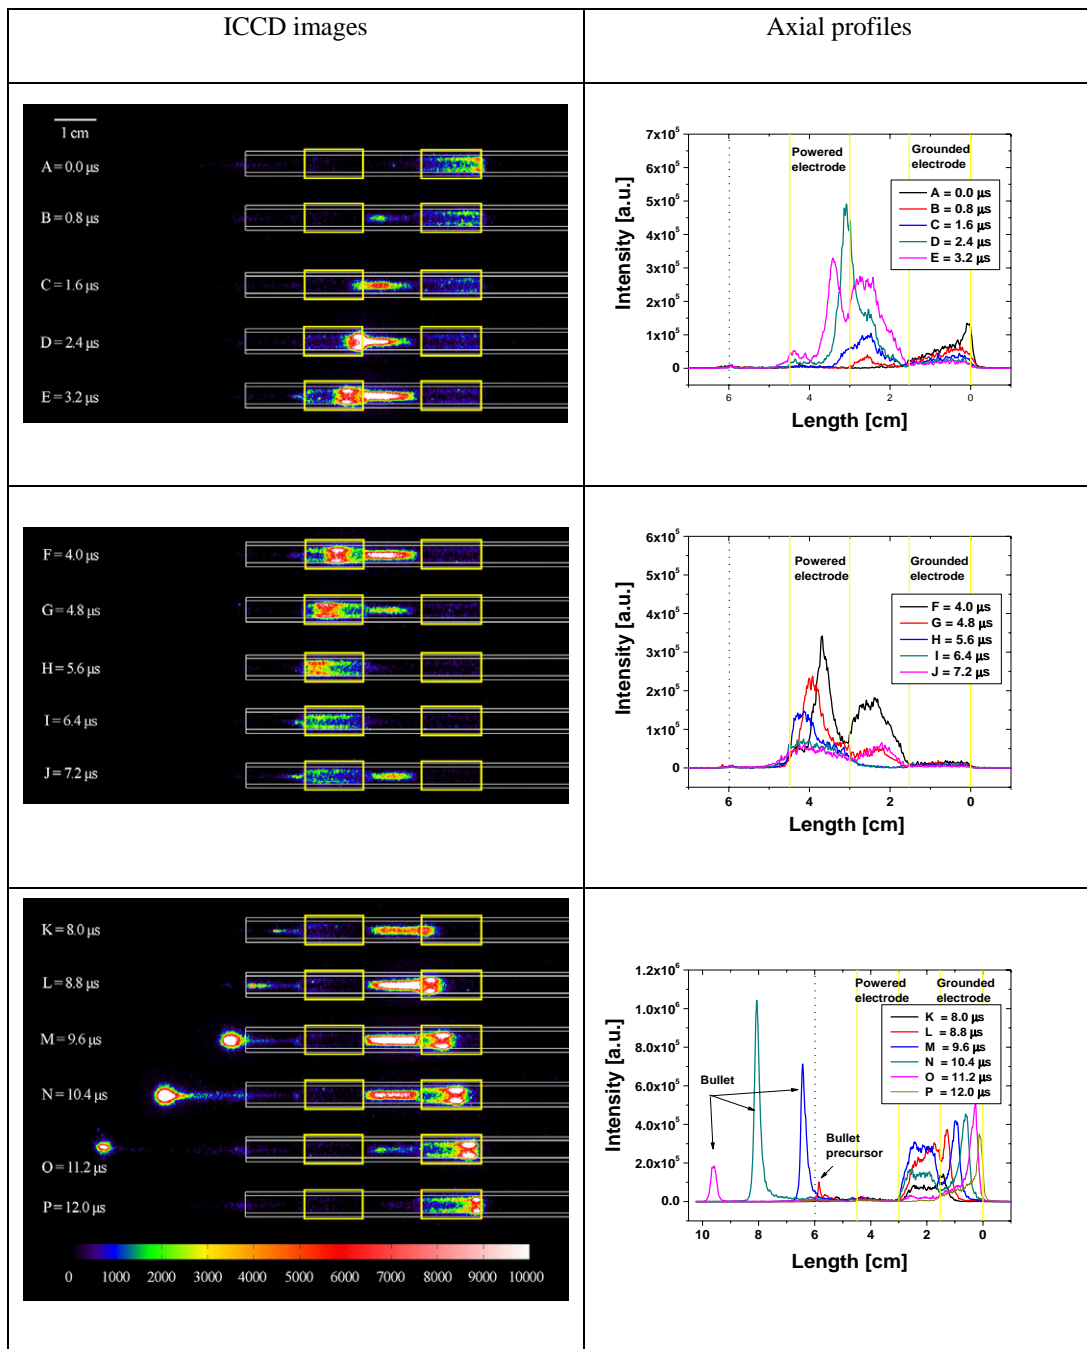 ICCD images
Axial profiles
1 cm
A = 0.0 µs
B = 0.8 µs
C = 1.6 µs
D = 2.4 µs
E = 3.2 µs
7x10⁵
6x10⁵
5x10⁵
4x10⁵
3x10⁵
2x10⁵
1x10⁵
0
Intensity [a.u.]
Powered electrode
Grounded electrode
A = 0.0 µs
B = 0.8 µs
C = 1.6 µs
D = 2.4 µs
E = 3.2 µs
6 4 2 0
Length [cm]
F = 4.0 µs
G = 4.8 µs
H = 5.6 µs
I = 6.4 µs
J = 7.2 µs
6x10⁵
5x10⁵
4x10⁵
3x10⁵
2x10⁵
1x10⁵
0
Intensity [a.u.]
Powered electrode
Grounded electrode
F = 4.0 µs
G = 4.8 µs
H = 5.6 µs
I = 6.4 µs
J = 7.2 µs
6 4 2 0
Length [cm]
K = 8.0 µs
L = 8.8 µs
M = 9.6 µs
N = 10.4 µs
O = 11.2 µs
P = 12.0 µs
0 1000 2000 3000 4000 5000 6000 7000 8000 9000 10000
1.2x10⁶
1.0x10⁶
8.0x10⁵
6.0x10⁵
4.0x10⁵
2.0x10⁵
0.0
Intensity [a.u.]
Powered electrode
Grounded electrode
K = 8.0 µs
L = 8.8 µs
M = 9.6 µs
N = 10.4 µs
O = 11.2 µs
P = 12.0 µs
Bullet
Bullet precursor
10 8 6 4 2 0
Length [cm]